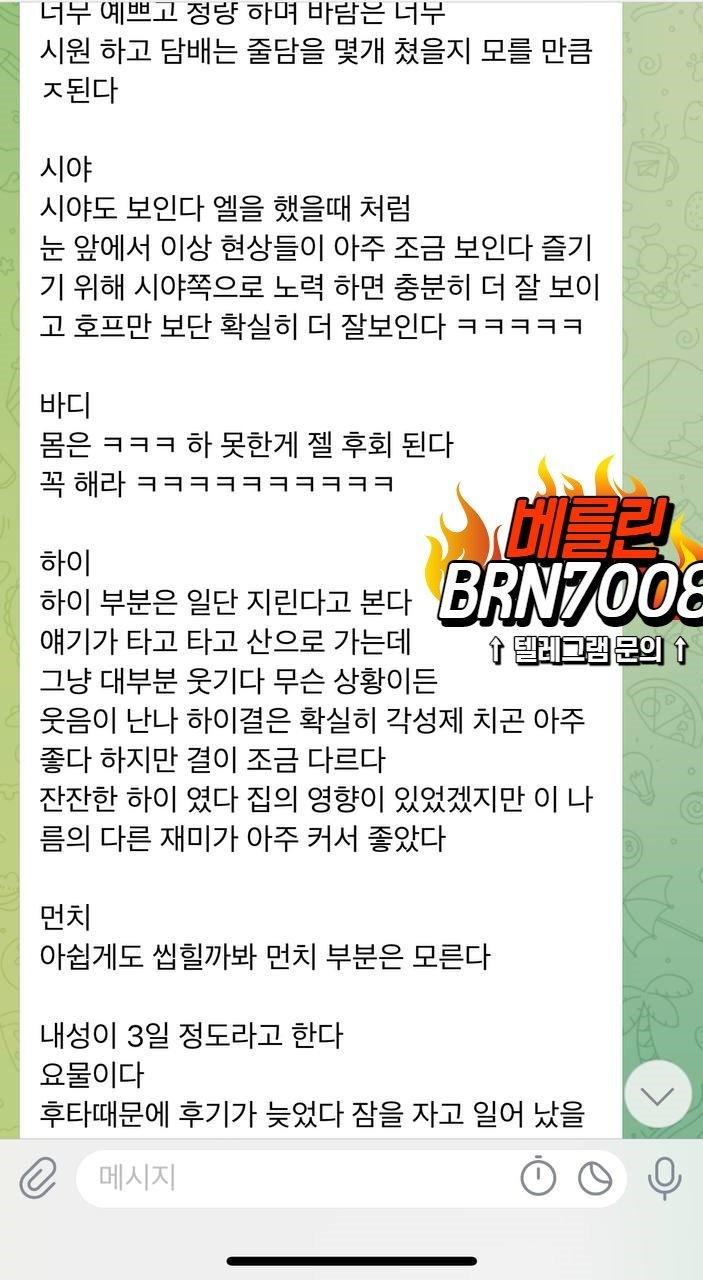 너무 예쁘고 청량 하며 바람은 너무
시원 하고 담배는 줄담을 몇개 쳤을지 모를 만큼
ㅈ된다
시야
시야도 보인다 엘을 했을때 처럼
눈 앞에서 이상 현상들이 아주 조금 보인다 즐기
기 위해 시야쪽으로 노력 하면 충분히 더 잘 보이
고 호프만 보단 확실히 더 잘보인다 ㅋㅋㅋㅋㅋ
바디
몸은 ㅋㅋㅋ 하 못한게 젤 후회 된다
꼭 해라 ㅋㅋㅋㅋㅋㅋㅋㅋㅋㅋ
베를린
BRN7008
↑ 텔레그램 문의 ↑
하이
하이 부분은 일단 지린다고 본다
얘기가 타고 타고 산으로 가는데
그냥 대부분 웃기다 무슨 상황이든
웃음이 난나 하이결은 확실히 각성제 치곤 아주
좋다 하지만 결이 조금 다르다
잔잔한 하이 였다 집의 영향이 있었겠지만 이 나
름의 다른 재미가 아주 커서 좋았다
먼치
아쉽게도 씹힐까봐 먼치 부분은 모른다
내성이 3일 정도라고 한다
요물이다
후타때문에 후기가 늦었다 잠을 자고 일어 났을
메시지